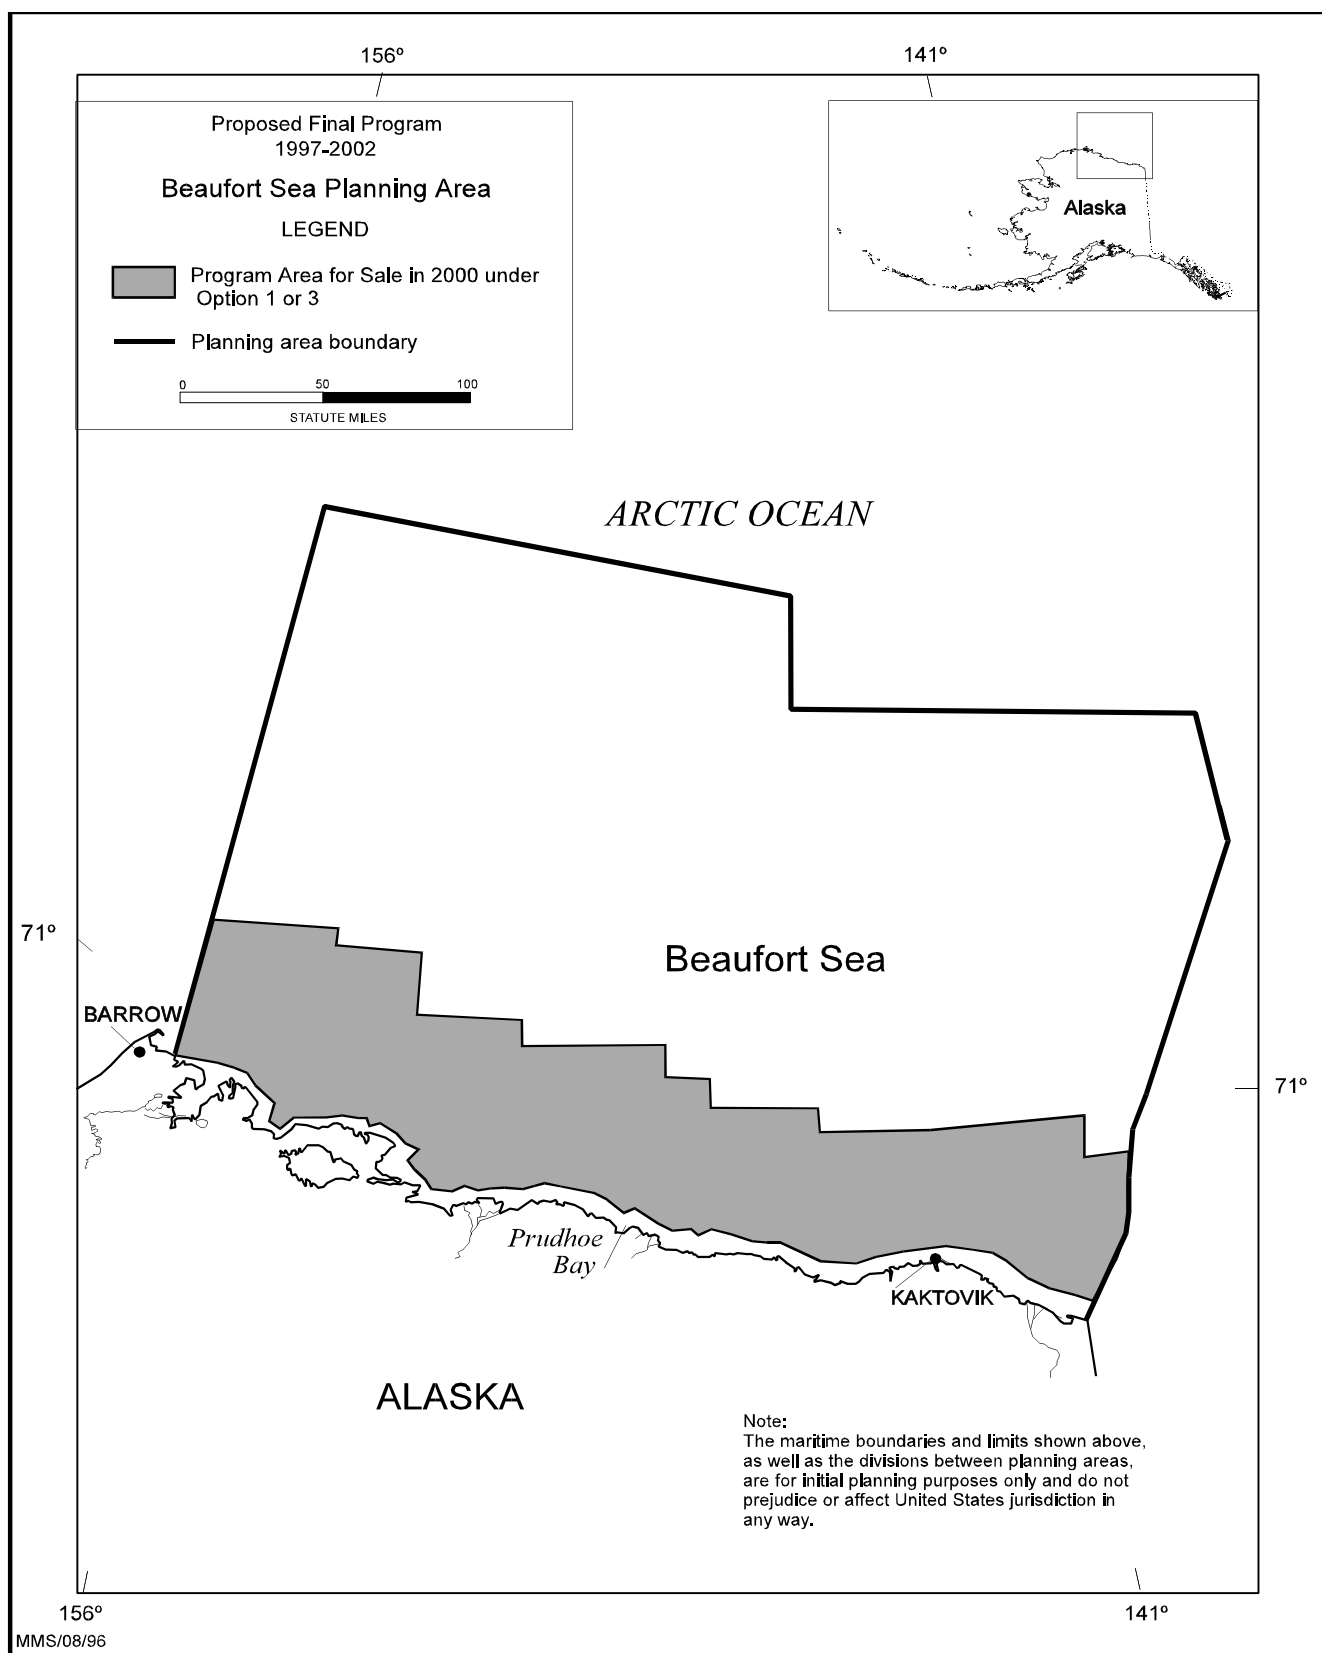 156º
141º
Proposed Final Program
1997-2002
Beaufort Sea Planning Area
LEGEND
Program Area for Sale in 2000 under
Option 1 or 3
Planning area boundary
0 50 100
STATUTE MILES
Alaska
ARCTIC OCEAN
71º
Beaufort Sea
BARROW
71º
Prudhoe
Bay
KAKTOVIK
ALASKA
Note:
The maritime boundaries and limits shown above,
as well as the divisions between planning areas,
are for initial planning purposes only and do not
prejudice or affect United States jurisdiction in
any way.
156º
141º
MMS/08/96